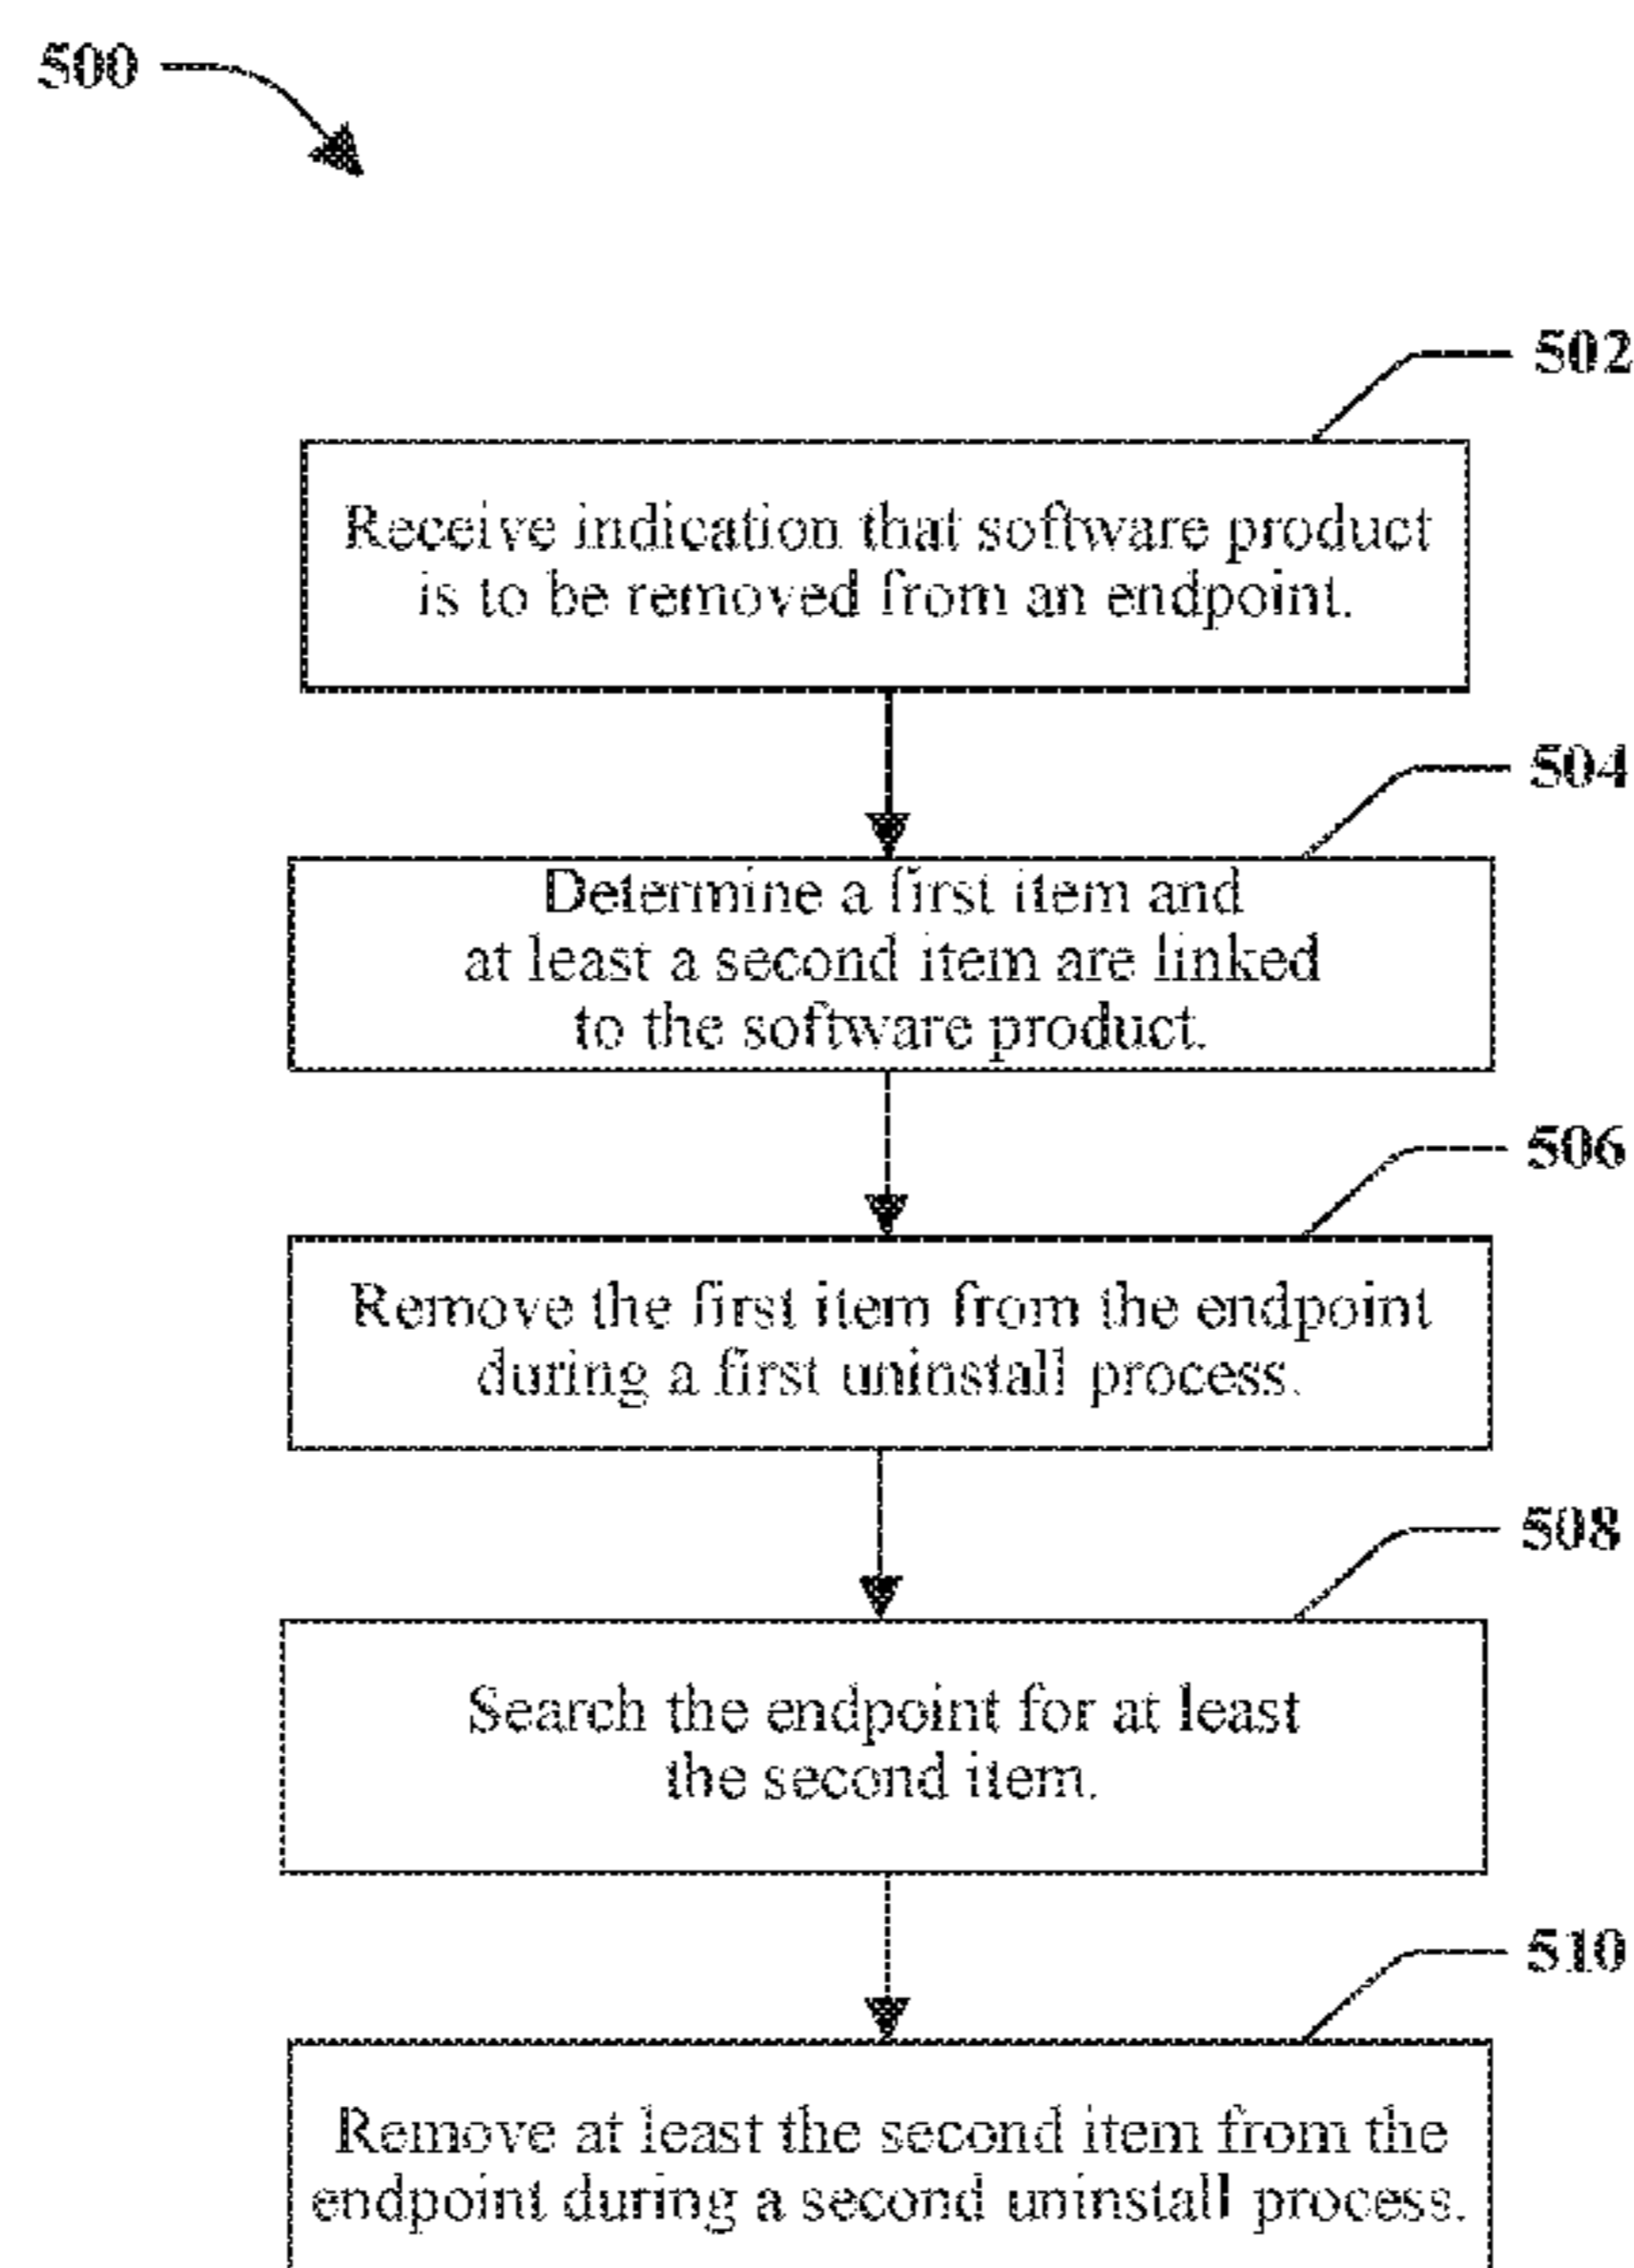 500
502
Receive indication that software product
is to be removed from an endpoint.
504
Determine a first item and
at least a second item are linked
to the software product.
506
Remove the first item from the endpoint
during a first uninstall process.
508
Search the endpoint for at least
the second item.
510
Remove at least the second item from the
endpoint during a second uninstall process.